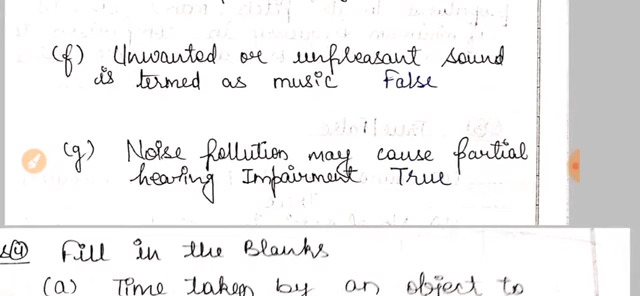 (f) Unwanted or unpleasant sound
is termed as music False
(g) Noise Pollution may cause partial
hearing Impairment True
Fill in the Blanks
(a) Time taken by an object to